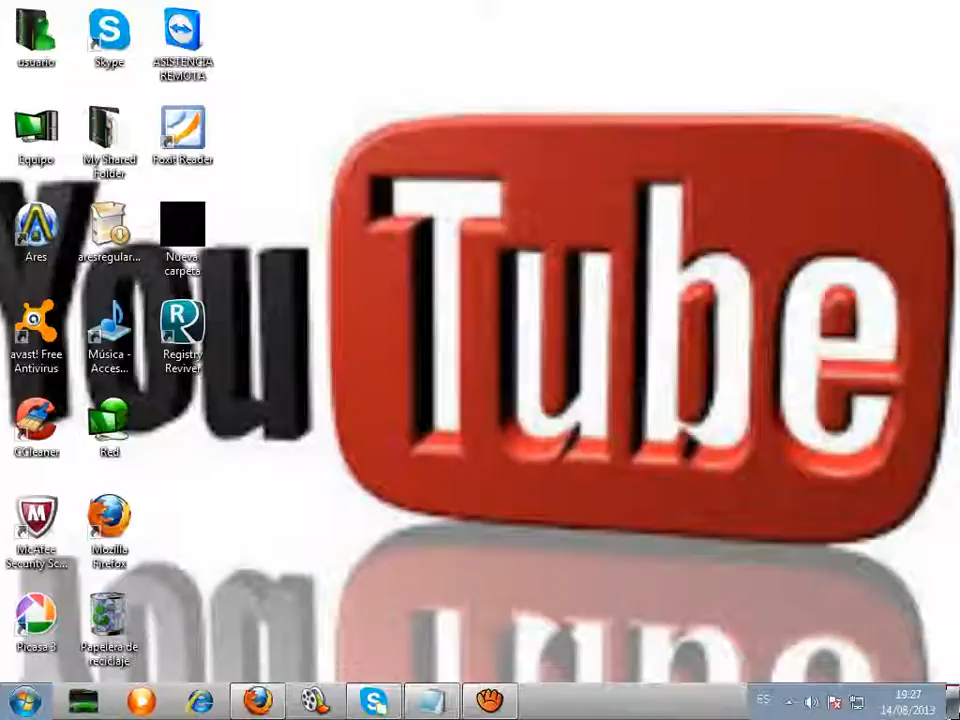 usuario
Skype
ASISTENCIA
REMOTA
Equipo
My Shared
Folder
Foxit Reader
Ares
aresregular...
Nueva
carpeta
avast! Free
Antivirus
Música -
Acces...
R
Registry
Reviver
CCleaner
Red
M
McAfee
Security Sc...
Mozilla
Firefox
Picasa 3
Papelera de
reciclaje
You Tube
ES
19:27
14/08/2013